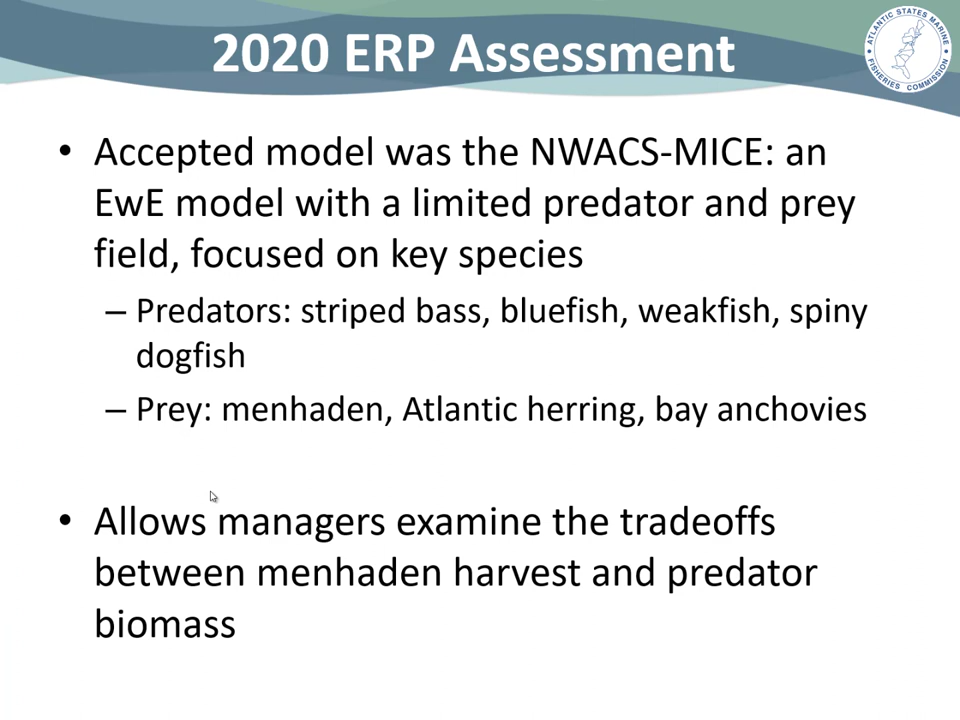 2020 ERP Assessment
ATLANTIC STATES MARINE
FISHERIES COMMISSION
• Accepted model was the NWACS-MICE: an
EwE model with a limited predator and prey
field, focused on key species
– Predators: striped bass, bluefish, weakfish, spiny
dogfish
– Prey: menhaden, Atlantic herring, bay anchovies
• Allows managers examine the tradeoffs
between menhaden harvest and predator
biomass